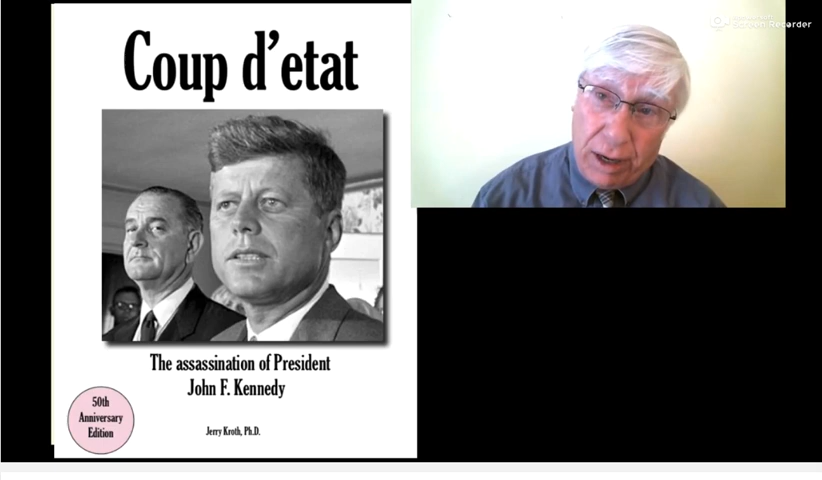 Coup d'etat
The assassination of President
John F. Kennedy
50th
Anniversary
Edition
Jerry Kroth, Ph.D.
Screen Recorder